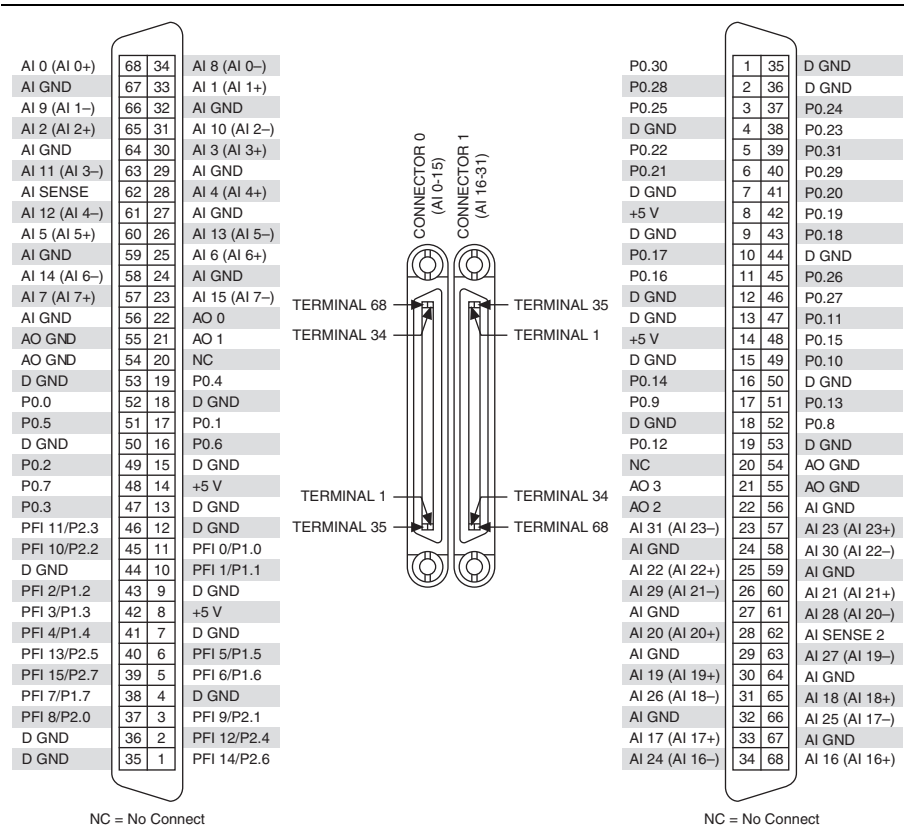 AI 0 (AI 0+) 68 34 AI 8 (AI 0–)
AI GND 67 33 AI 1 (AI 1+)
AI 9 (AI 1–) 66 32 AI GND
AI 2 (AI 2+) 65 31 AI 10 (AI 2–)
AI GND 64 30 AI 3 (AI 3+)
AI 11 (AI 3–) 63 29 AI GND
AI SENSE 62 28 AI 4 (AI 4+)
AI 12 (AI 4–) 61 27 AI GND
AI 5 (AI 5+) 60 26 AI 13 (AI 5–)
AI GND 59 25 AI 6 (AI 6+)
AI 14 (AI 6–) 58 24 AI GND
AI 7 (AI 7+) 57 23 AI 15 (AI 7–)
AI GND 56 22 AO 0
AO GND 55 21 AO 1
AO GND 54 20 NC
D GND 53 19 P0.4
P0.0 52 18 D GND
P0.5 51 17 P0.1
D GND 50 16 P0.6
P0.2 49 15 D GND
P0.7 48 14 +5 V
P0.3 47 13 D GND
PFI 11/P2.3 46 12 D GND
PFI 10/P2.2 45 11 PFI 0/P1.0
D GND 44 10 PFI 1/P1.1
PFI 2/P1.2 43 9 D GND
PFI 3/P1.3 42 8 +5 V
PFI 4/P1.4 41 7 D GND
PFI 13/P2.5 40 6 PFI 5/P1.5
PFI 15/P2.7 39 5 PFI 6/P1.6
PFI 7/P1.7 38 4 D GND
PFI 8/P2.0 37 3 PFI 9/P2.1
D GND 36 2 PFI 12/P2.4
D GND 35 1 PFI 14/P2.6
NC = No Connect
CONNECTOR 0
(AI 0-15)
CONNECTOR 1
(AI 16-31)
TERMINAL 68
TERMINAL 35
TERMINAL 34
TERMINAL 1
TERMINAL 1
TERMINAL 34
TERMINAL 35
TERMINAL 68
P0.30 1 35 D GND
P0.28 2 36 D GND
P0.25 3 37 P0.24
D GND 4 38 P0.23
P0.22 5 39 P0.31
P0.21 6 40 P0.29
D GND 7 41 P0.20
+5 V 8 42 P0.19
D GND 9 43 P0.18
P0.17 10 44 D GND
P0.16 11 45 P0.26
D GND 12 46 P0.27
D GND 13 47 P0.11
+5 V 14 48 P0.15
D GND 15 49 P0.10
P0.14 16 50 D GND
P0.9 17 51 P0.13
D GND 18 52 P0.8
P0.12 19 53 D GND
NC 20 54 AO GND
AO 3 21 55 AO GND
AO 2 22 56 AI GND
AI 31 (AI 23–) 23 57 AI 23 (AI 23+)
AI GND 24 58 AI 30 (AI 22–)
AI 22 (AI 22+) 25 59 AI GND
AI 29 (AI 21–) 26 60 AI 21 (AI 21+)
AI GND 27 61 AI 28 (AI 20–)
AI 20 (AI 20+) 28 62 AI SENSE 2
AI GND 29 63 AI 27 (AI 19–)
AI 19 (AI 19+) 30 64 AI GND
AI 26 (AI 18–) 31 65 AI 18 (AI 18+)
AI GND 32 66 AI 25 (AI 17–)
AI 17 (AI 17+) 33 67 AI GND
AI 24 (AI 16–) 34 68 AI 16 (AI 16+)
NC = No Connect